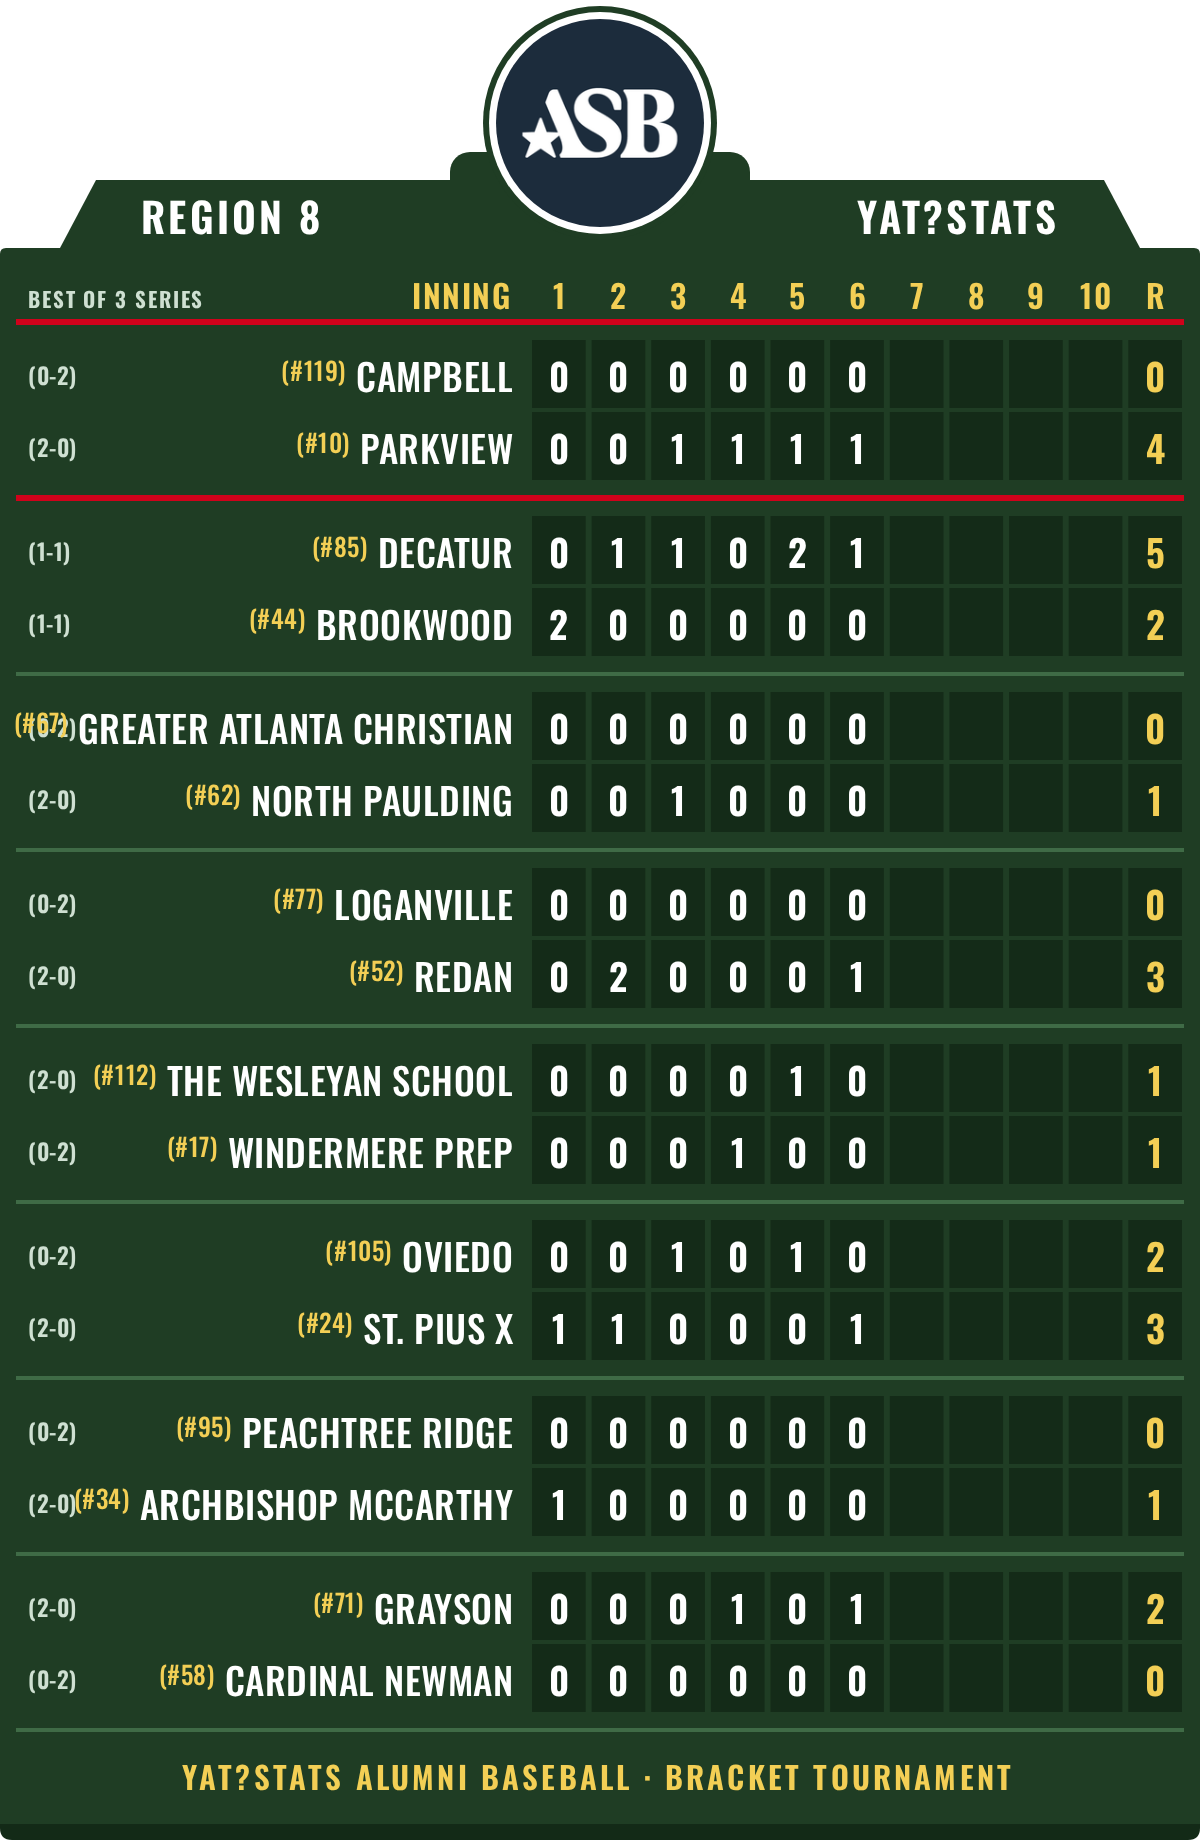 ASB
REGION 8 YAT?STATS
BEST OF 3 SERIES INNING 1 2 3 4 5 6 7 8 9 10 R
(0-2) (#119) CAMPBELL 0 0 0 0 0 0 0
(2-0) (#10) PARKVIEW 0 0 1 1 1 1 4
(1-1) (#85) DECATUR 0 1 1 0 2 1 5
(1-1) (#44) BROOKWOOD 2 0 0 0 0 0 2
(0-2) (#67) GREATER ATLANTA CHRISTIAN 0 0 0 0 0 0 0
(2-0) (#62) NORTH PAULDING 0 0 1 0 0 0 1
(0-2) (#77) LOGANVILLE 0 0 0 0 0 0 0
(2-0) (#52) REDAN 0 2 0 0 0 1 3
(2-0) (#112) THE WESLEYAN SCHOOL 0 0 0 0 1 0 1
(0-2) (#17) WINDERMERE PREP 0 0 0 1 0 0 1
(0-2) (#105) OVIEDO 0 0 1 0 1 0 2
(2-0) (#24) ST. PIUS X 1 1 0 0 0 1 3
(0-2) (#95) PEACHTREE RIDGE 0 0 0 0 0 0 0
(2-0) (#34) ARCHBISHOP MCCARTHY 1 0 0 0 0 0 1
(2-0) (#71) GRAYSON 0 0 0 1 0 1 2
(0-2) (#58) CARDINAL NEWMAN 0 0 0 0 0 0 0
YAT?STATS ALUMNI BASEBALL · BRACKET TOURNAMENT